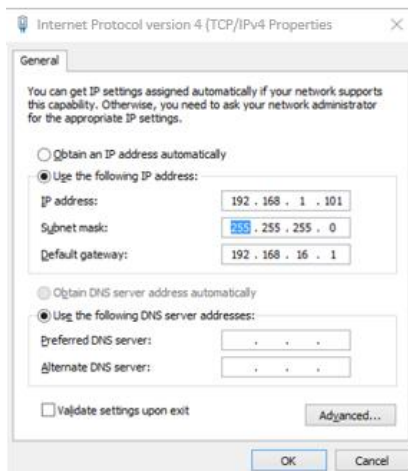 Internet Protocol version 4 (TCP/IPv4 Properties
General
You can get IP settings assigned automatically if your network supports
this capability. Otherwise, you need to ask your network administrator
for the appropriate IP settings.
Obtain an IP address automatically
Use the following IP address:
IP address: 192 . 168 . 1 . 101
Subnet mask: 255 . 255 . 255 . 0
Default gateway: 192 . 168 . 16 . 1
Obtain DNS server address automatically
Use the following DNS server addresses:
Preferred DNS server: . . .
Alternate DNS server: . . .
Validate settings upon exit
Advanced...
OK Cancel